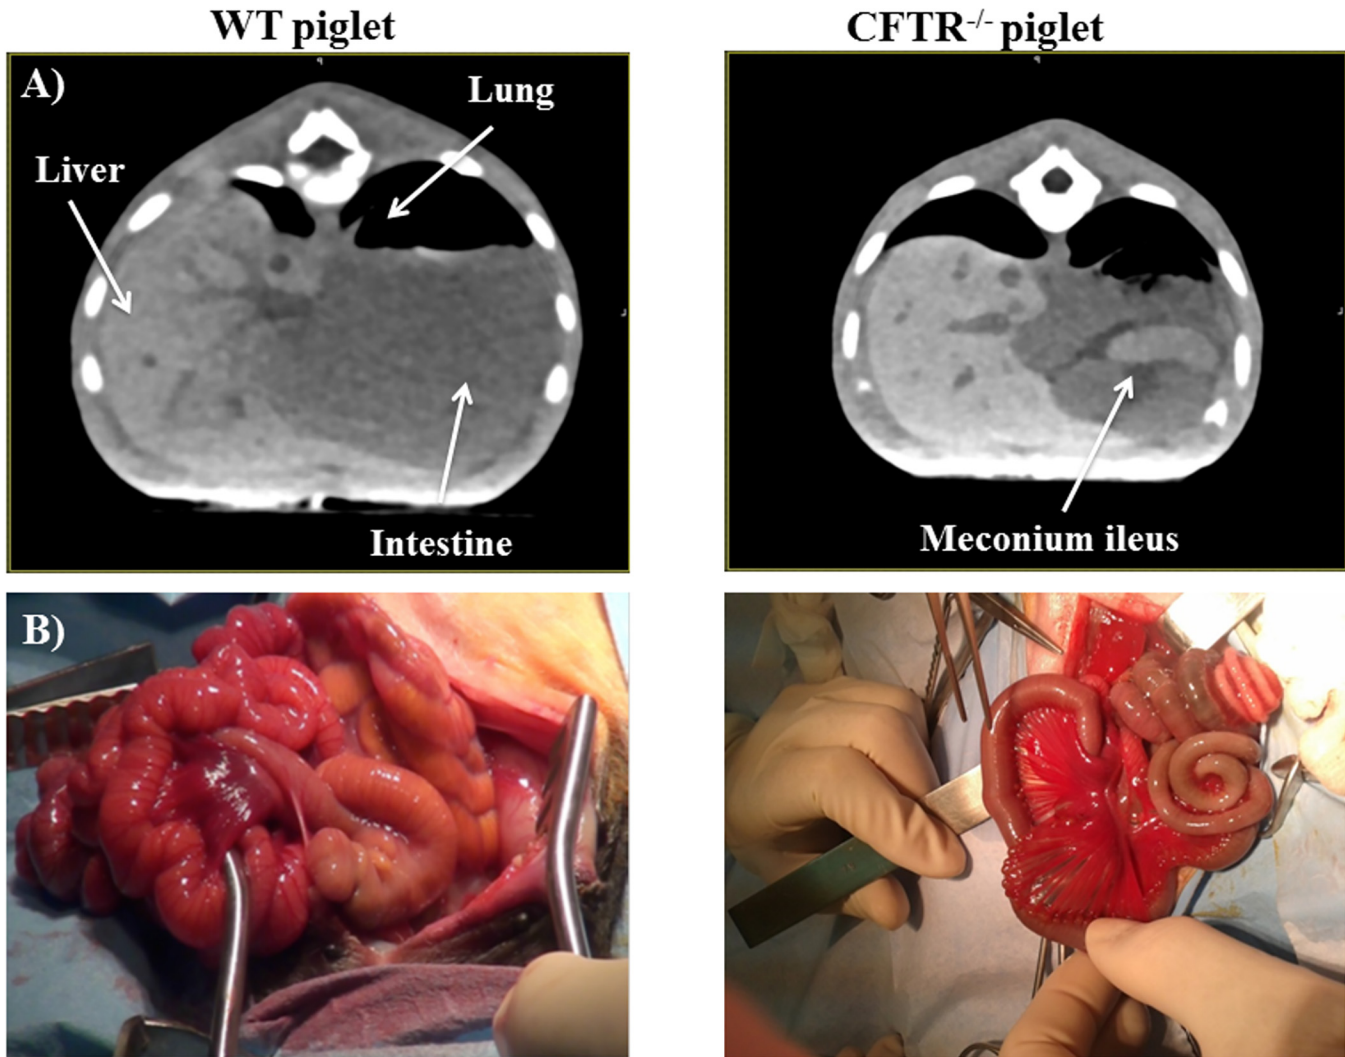 WT piglet
CFTR-/- piglet
A)
Lung
Liver
Intestine
Meconium ileus
B)